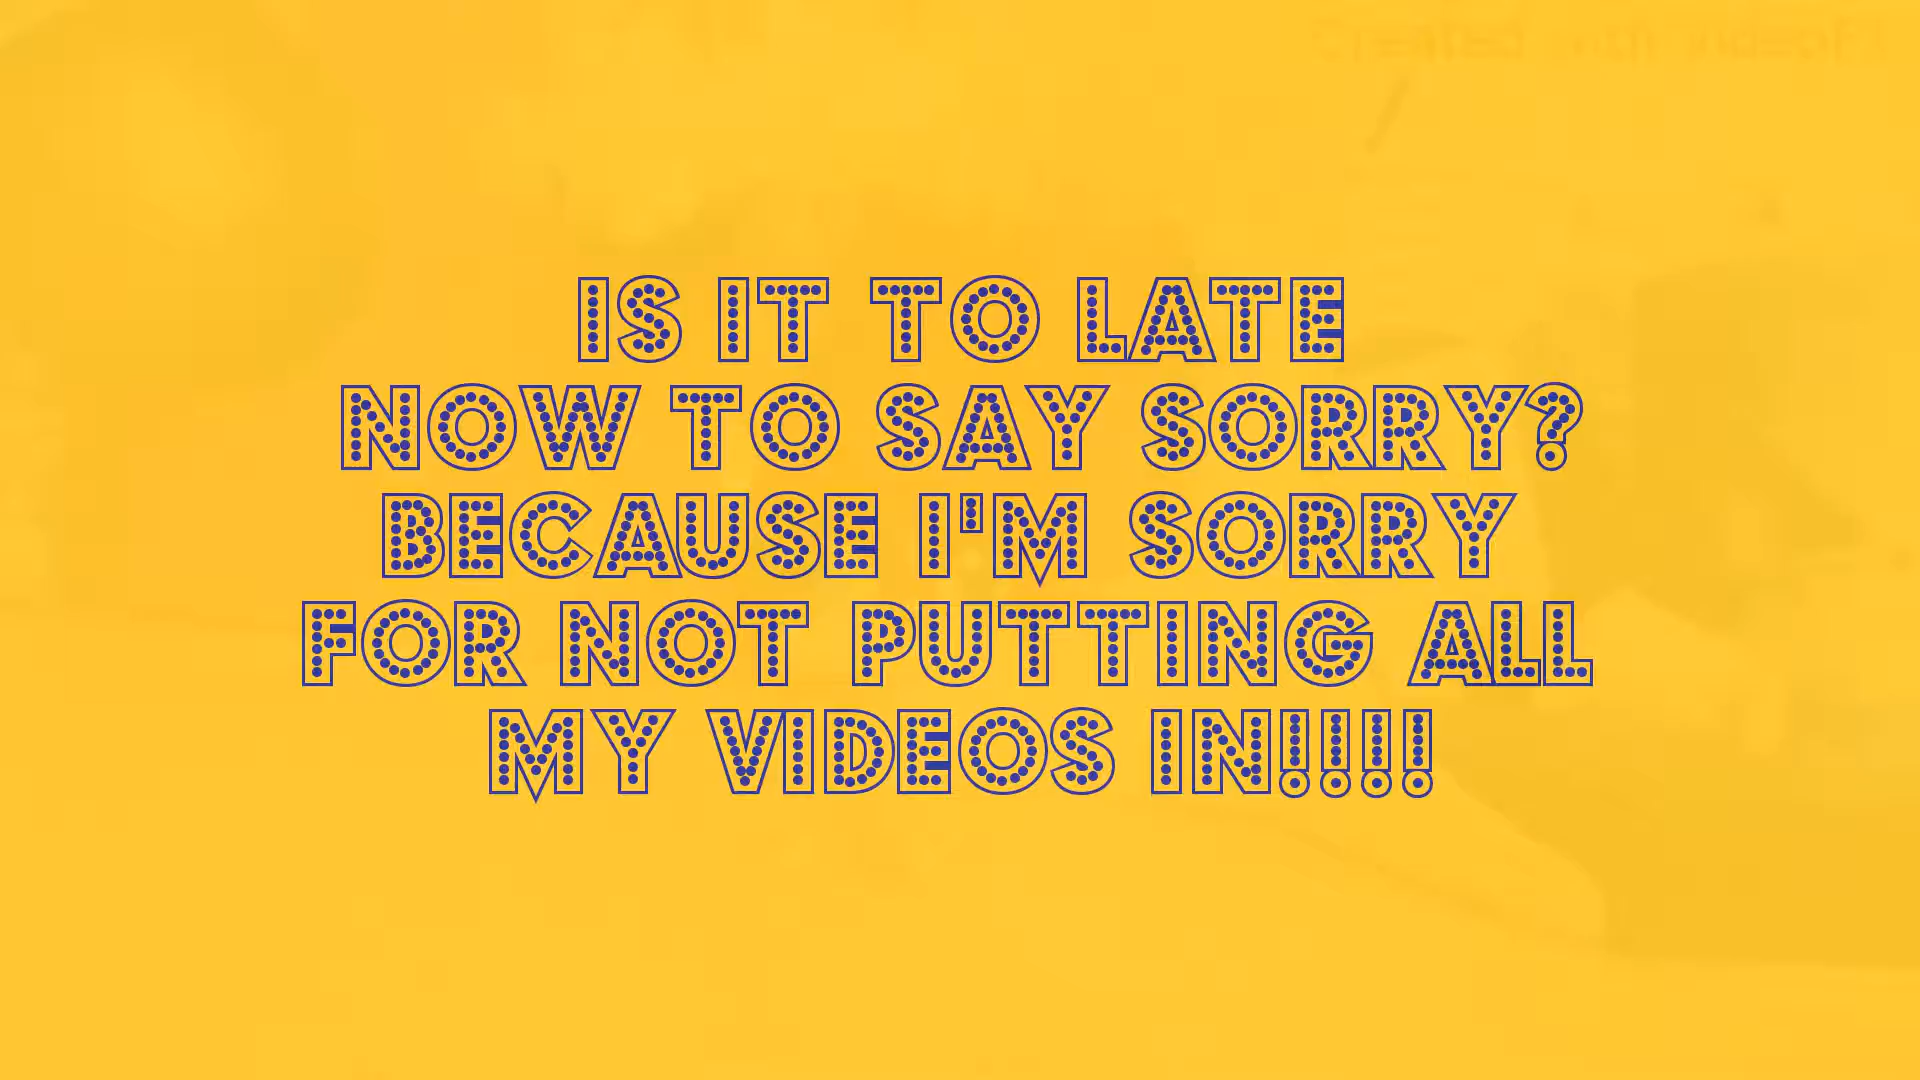 IS IT TO LATE
NOW TO SAY SORRY?
BECAUSE I'M SORRY
FOR NOT PUTTING ALL
MY VIDEOS IN!!!!